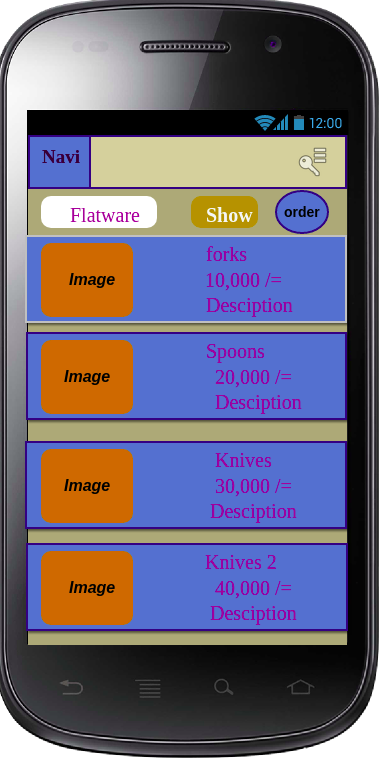 12:00
Navi
Flatware
Show
order
Image
forks
10,000 /=
Desciption
Image
Spoons
20,000 /=
Desciption
Image
Knives
30,000 /=
Desciption
Image
Knives 2
40,000 /=
Desciption